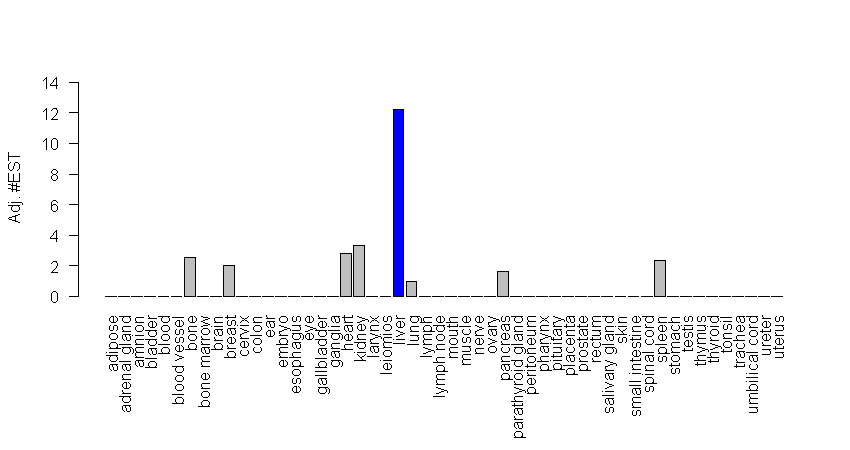 14
12
10
8
6
4
2
0
Adj. #EST
adipose
adrenal gland
amnion
bladder
blood
blood vessel
bone
bone marrow
brain
breast
cervix
colon
ear
embryo
esophagus
eye
gallbladder
ganglia
heart
kidney
larynx
leiomios
liver
lung
lymph
lymph node
mouth
muscle
nerve
ovary
pancreas
parathyroid gland
peritoneum
pharynx
pituitary
placenta
prostate
rectum
salivary gland
skin
small intestine
spinal cord
spleen
stomach
testis
thymus
thyroid
tonsil
trachea
umbilical cord
ureter
uterus